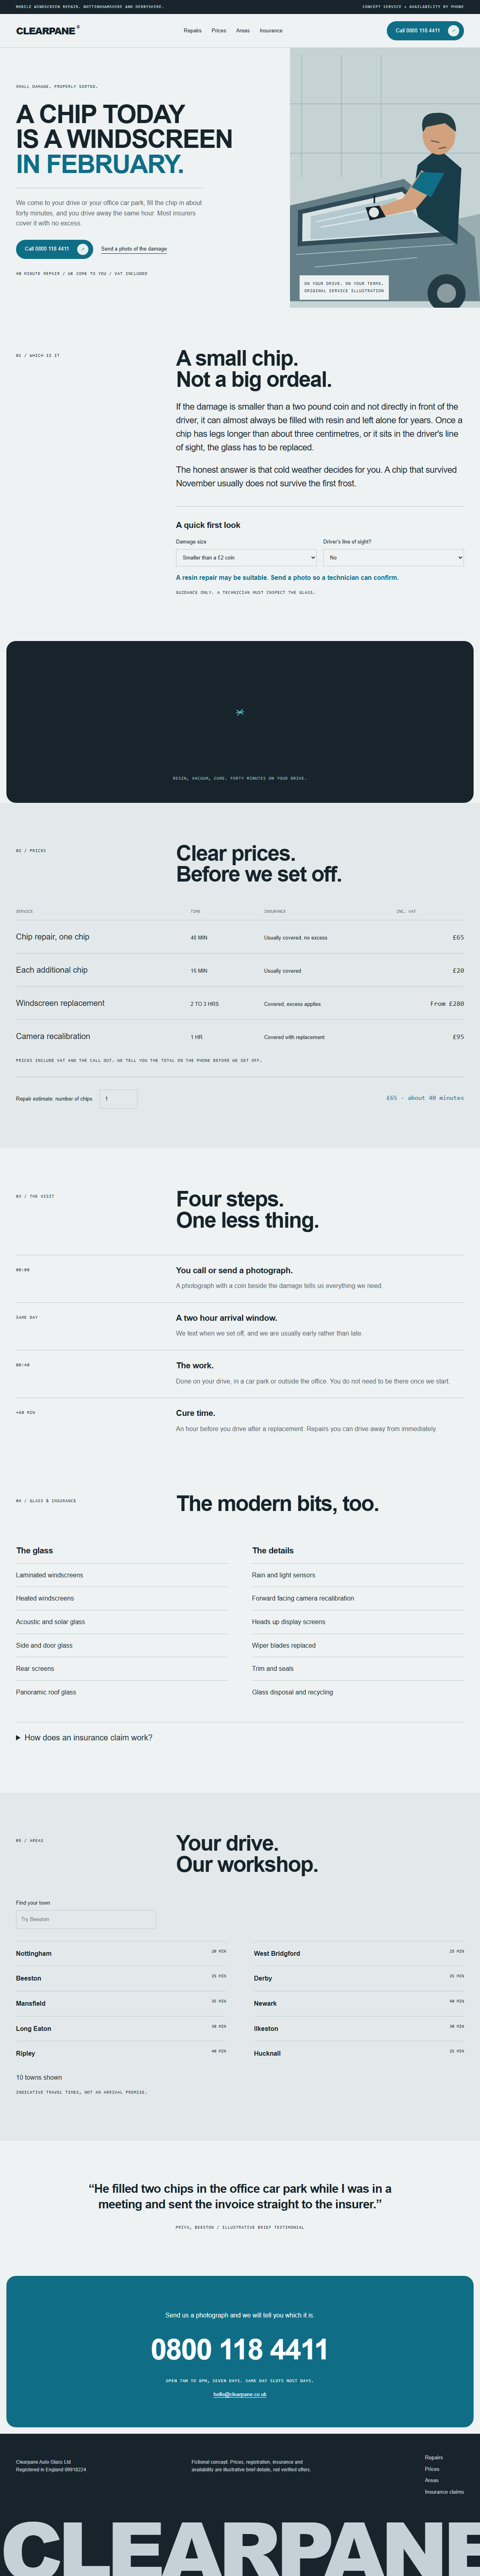 MOBILE WINDSCREEN REPAIR. NOTTINGHAMSHIRE AND DERBYSHIRE.
CONCEPT SERVICE / AVAILABILITY BY PHONE
CLEARPANE
Repairs Prices Areas Insurance
Call 0800 118 4411
SMALL DAMAGE. PROPERLY SORTED.
A CHIP TODAY
IS A WINDSCREEN
IN FEBRUARY.
We come to your drive or your office car park, fill the chip in about
forty minutes, and you drive away the same hour. Most insurers
cover it with no excess.
Call 0800 118 4411
Send a photo of the damage
40 MINUTE REPAIR / WE COME TO YOU / VAT INCLUDED
ON YOUR DRIVE. ON YOUR TERMS.
ORIGINAL SERVICE ILLUSTRATION
01 / WHICH IS IT
A small chip.
Not a big ordeal.
If the damage is smaller than a two pound coin and not directly in front of the
driver, it can almost always be filled with resin and left alone for years. Once a
chip has legs longer than about three centimetres, or it sits in the driver's line
of sight, the glass has to be replaced.
The honest answer is that cold weather decides for you. A chip that survived
November usually does not survive the first frost.
A quick first look
Damage size
Driver's line of sight?
Smaller than a £2 coin
No
A resin repair may be suitable. Send a photo so a technician can confirm.
GUIDANCE ONLY. A TECHNICIAN MUST INSPECT THE GLASS.
RESIN, VACUUM, CURE. FORTY MINUTES ON YOUR DRIVE.
02 / PRICES
Clear prices.
Before we set off.
SERVICE TIME INSURANCE INC. VAT
Chip repair, one chip 40 MIN Usually covered, no excess £65
Each additional chip 15 MIN Usually covered £20
Windscreen replacement 2 TO 3 HRS Covered, excess applies From £280
Camera recalibration 1 HR Covered with replacement £95
PRICES INCLUDE VAT AND THE CALL OUT. WE TELL YOU THE TOTAL ON THE PHONE BEFORE WE SET OFF.
Repair estimate: number of chips 1 £65 · about 40 minutes
03 / THE VISIT
Four steps.
One less thing.
00:00
You call or send a photograph.
A photograph with a coin beside the damage tells us everything we need.
SAME DAY
A two hour arrival window.
We text when we set off, and we are usually early rather than late.
00:40
The work.
Done on your drive, in a car park or outside the office. You do not need to be there once we start.
+60 MIN
Cure time.
An hour before you drive after a replacement. Repairs you can drive away from immediately.
04 / GLASS & INSURANCE
The modern bits, too.
The glass
Laminated windscreens
Heated windscreens
Acoustic and solar glass
Side and door glass
Rear screens
Panoramic roof glass
The details
Rain and light sensors
Forward facing camera recalibration
Heads up display screens
Wiper blades replaced
Trim and seals
Glass disposal and recycling
How does an insurance claim work?
05 / AREAS
Your drive.
Our workshop.
Find your town
Try Beeston
Nottingham 20 MIN West Bridgford 25 MIN
Beeston 25 MIN Derby 35 MIN
Mansfield 35 MIN Newark 40 MIN
Long Eaton 30 MIN Ilkeston 30 MIN
Ripley 40 MIN Hucknall 25 MIN
10 towns shown
INDICATIVE TRAVEL TIMES, NOT AN ARRIVAL PROMISE.
“He filled two chips in the office car park while I was in a
meeting and sent the invoice straight to the insurer.”
PRIYA, BEESTON / ILLUSTRATIVE BRIEF TESTIMONIAL
Send us a photograph and we will tell you which it is.
0800 118 4411
OPEN 7AM TO 8PM, SEVEN DAYS. SAME DAY SLOTS MOST DAYS.
hello@clearpane.co.uk
Clearpane Auto Glass Ltd
Registered in England 09918224
Fictional concept. Prices, registration, insurance and
availability are illustrative brief details, not verified offers.
Repairs
Prices
Areas
Insurance claims
CLEARPANE